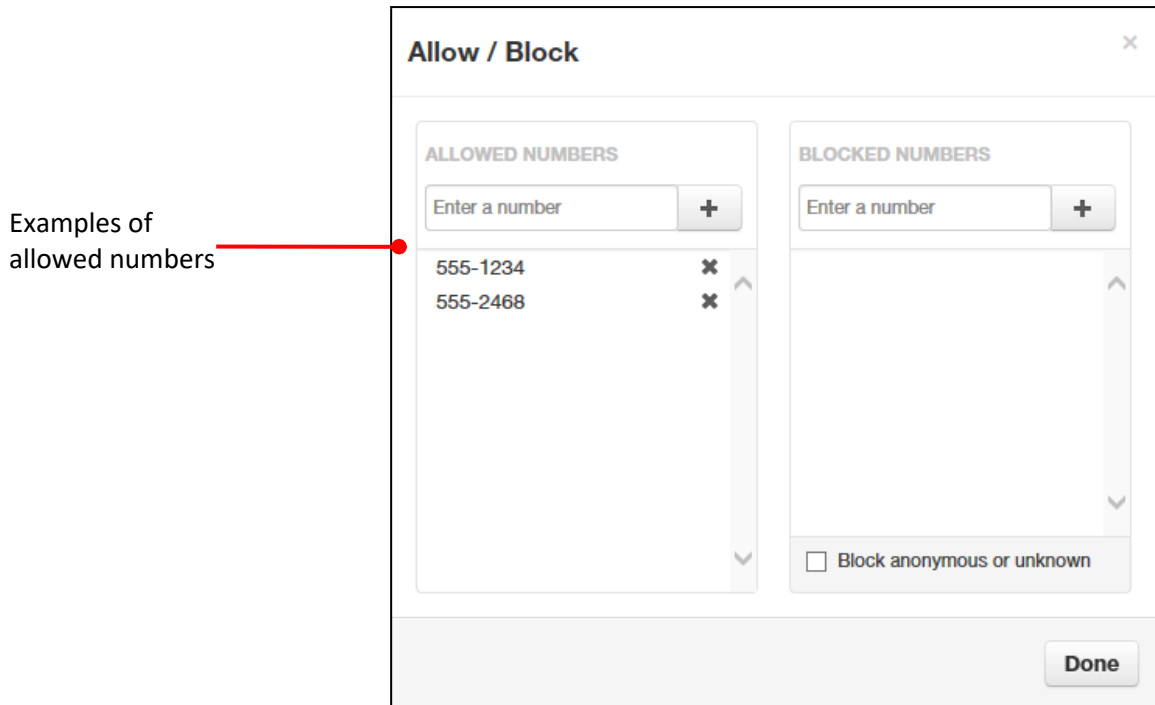 Allow / Block
×
Examples of
allowed numbers
ALLOWED NUMBERS
Enter a number
+
555-1234 ✖
555-2468 ✖
BLOCKED NUMBERS
Enter a number
+
Block anonymous or unknown
Done